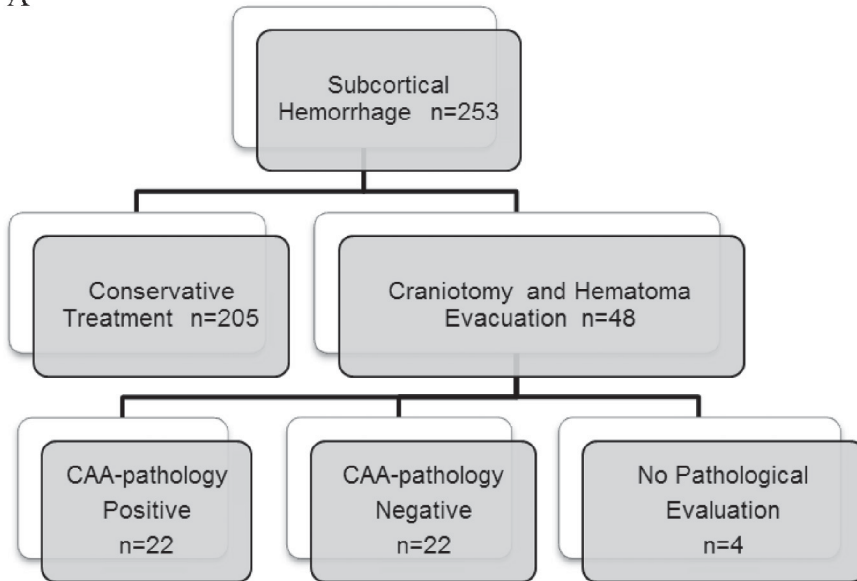 A
Subcortical
Hemorrhage n=253
Conservative
Treatment n=205
Craniotomy and Hematoma
Evacuation n=48
CAA-pathology
Positive
n=22
CAA-pathology
Negative
n=22
No Pathological
Evaluation
n=4